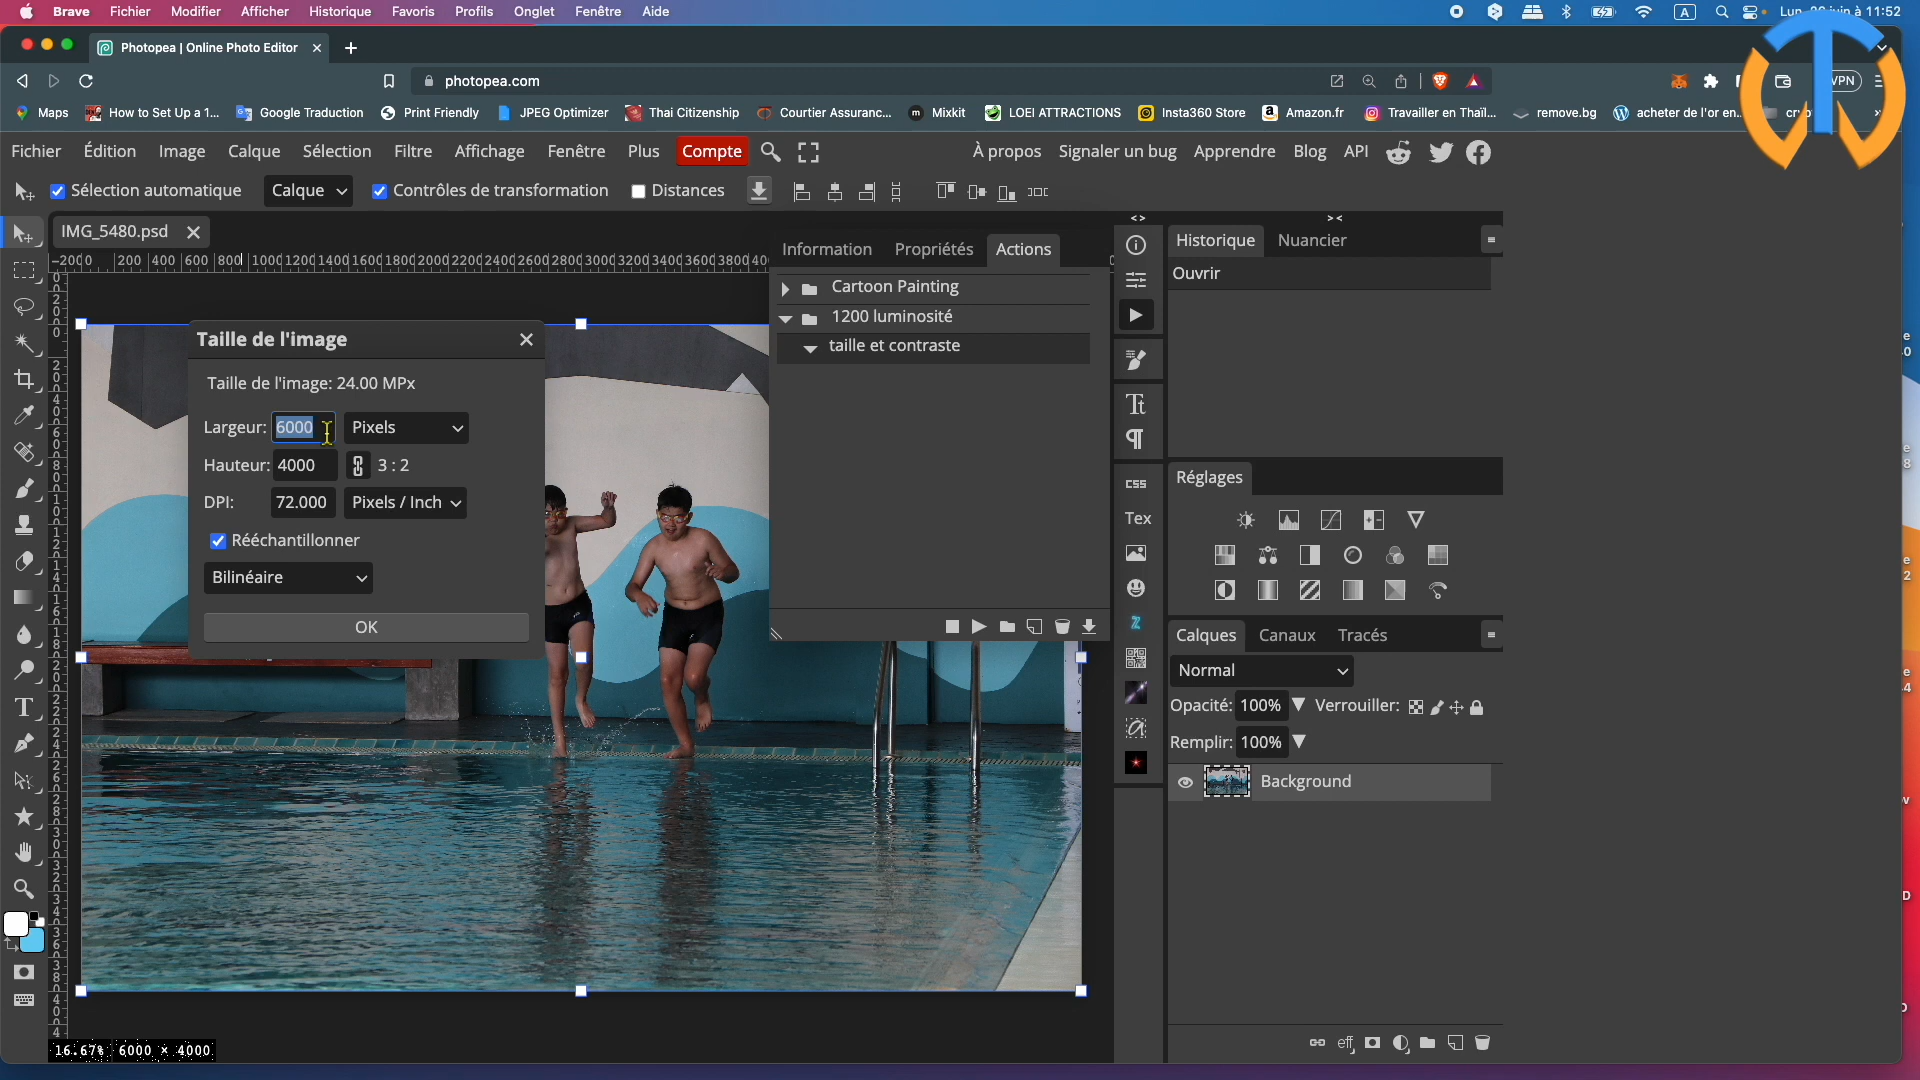 Brave Fichier Modifier Afficher Historique Favoris Profils Onglet Fenêtre Aide
A
Photopea | Online Photo Editor
photopea.com
VPN
Maps How to Set Up a 1... Google Traduction Print Friendly JPEG Optimizer Thai Citizenship Courtier Assuranc... Mixkit LOEI ATTRACTIONS Insta360 Store Amazon.fr Travailler en Thaïl... remove.bg acheter de l'or en...
Fichier Édition Image Calque Sélection Filtre Affichage Fenêtre Plus Compte À propos Signaler un bug Apprendre Blog API
Sélection automatique Calque Contrôles de transformation Distances
IMG_5480.psd
Information Propriétés Actions
Historique Nuancier
Ouvrir
Cartoon Painting
1200 luminosité
taille et contraste
Taille de l'image
Taille de l'image: 24.00 MPx
Largeur: 6000 Pixels
Hauteur: 4000 3 : 2
DPI: 72.000 Pixels / Inch
Rééchantillonner
Bilinéaire
OK
CSS
Tex
Réglages
Calques Canaux Tracés
Normal
Opacité: 100% Verrouiller:
Remplir: 100%
Background
eff
16.67% 6000 × 4000